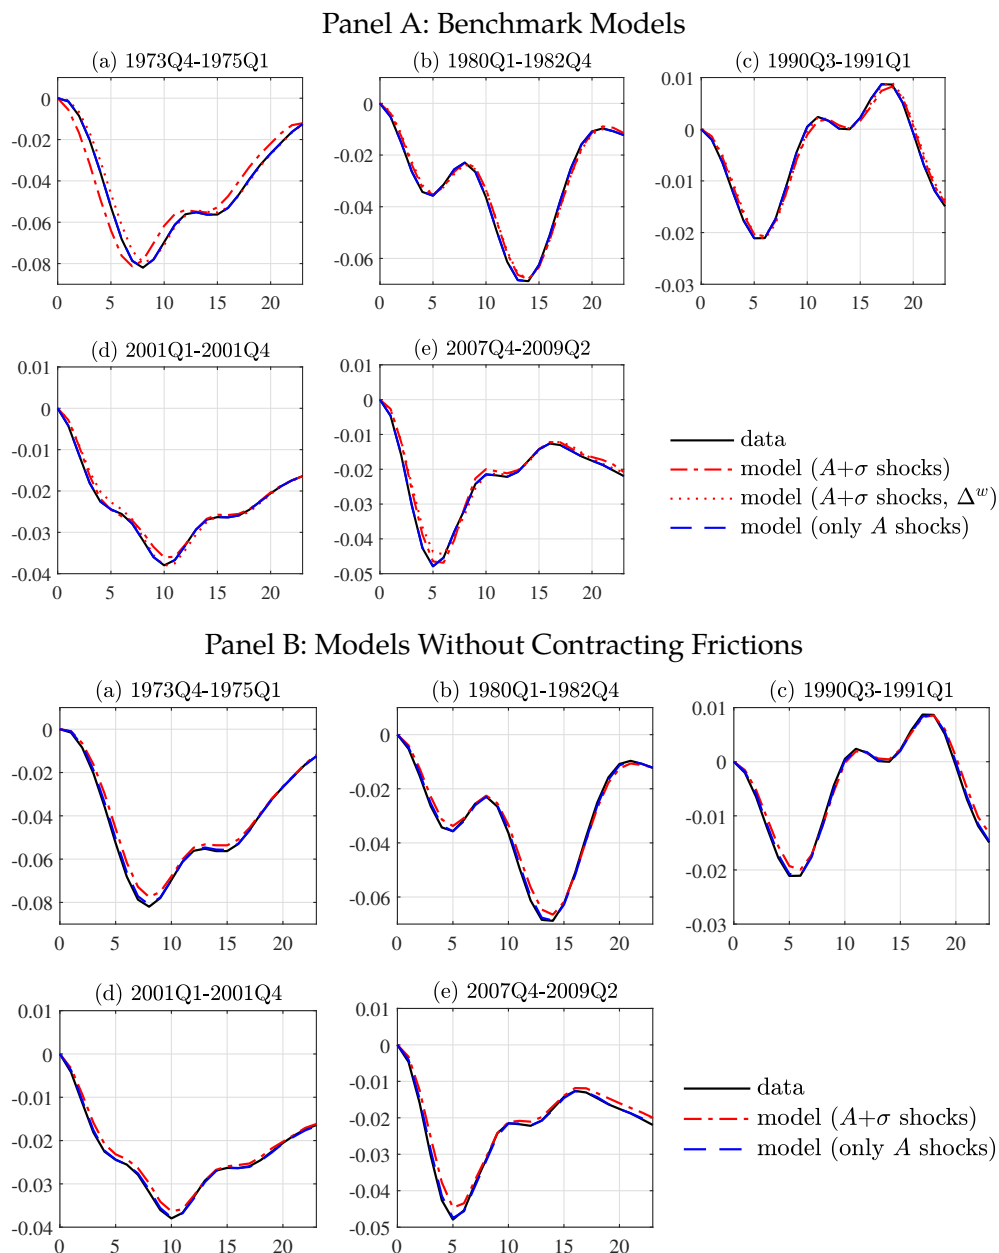 Panel A: Benchmark Models
(a) 1973Q4-1975Q1
(b) 1980Q1-1982Q4
(c) 1990Q3-1991Q1
0
-0.02
-0.04
-0.06
-0.08
0 5 10 15 20
0
-0.02
-0.04
-0.06
0 5 10 15 20
0.01
0
-0.01
-0.02
-0.03
0 5 10 15 20
(d) 2001Q1-2001Q4
(e) 2007Q4-2009Q2
0.01
0
-0.01
-0.02
-0.03
-0.04
0 5 10 15 20
0.01
0
-0.01
-0.02
-0.03
-0.04
-0.05
0 5 10 15 20
data
model (A+σ shocks)
model (A+σ shocks, Δʷ)
model (only A shocks)
Panel B: Models Without Contracting Frictions
(a) 1973Q4-1975Q1
(b) 1980Q1-1982Q4
(c) 1990Q3-1991Q1
0
-0.02
-0.04
-0.06
-0.08
0 5 10 15 20
0
-0.02
-0.04
-0.06
0 5 10 15 20
0.01
0
-0.01
-0.02
-0.03
0 5 10 15 20
(d) 2001Q1-2001Q4
(e) 2007Q4-2009Q2
0.01
0
-0.01
-0.02
-0.03
-0.04
0 5 10 15 20
0.01
0
-0.01
-0.02
-0.03
-0.04
-0.05
0 5 10 15 20
data
model (A+σ shocks)
model (only A shocks)